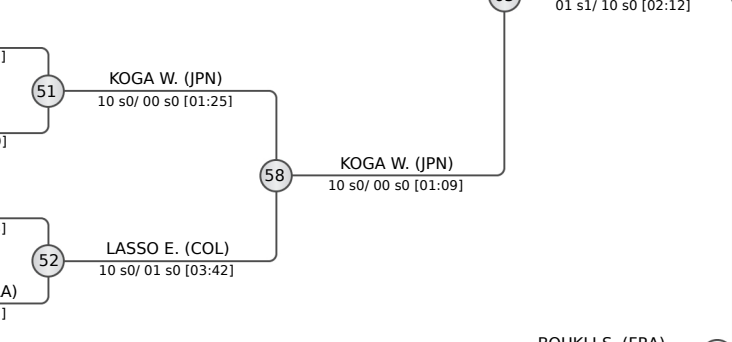 01 s1/ 10 s0 [02:12]
]
51
KOGA W. (JPN)
10 s0/ 00 s0 [01:25]
]
58
KOGA W. (JPN)
10 s0/ 00 s0 [01:09]
]
52
LASSO E. (COL)
10 s0/ 01 s0 [03:42]
A)
]